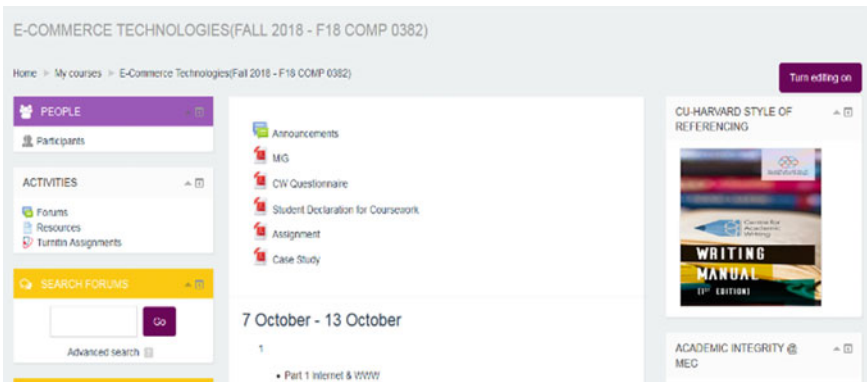 E-COMMERCE TECHNOLOGIES(FALL 2018 - F18 COMP 0382)
Home > My courses > E-Commerce Technologies(Fall 2018 - F18 COMP 0382)
Turn editing on
PEOPLE
Participants
ACTIVITIES
Forums
Resources
Turnitin Assignments
SEARCH FORUMS
Go
Advanced search
Announcements
MIG
CW Questionnaire
Student Declaration for Coursework
Assignment
Case Study
7 October - 13 October
1
• Part 1 Internet & WWW
CU-HARVARD STYLE OF
REFERENCING
Centre for
Academic
Writing
WRITING
MANUAL
ACADEMIC INTEGRITY @
MEC